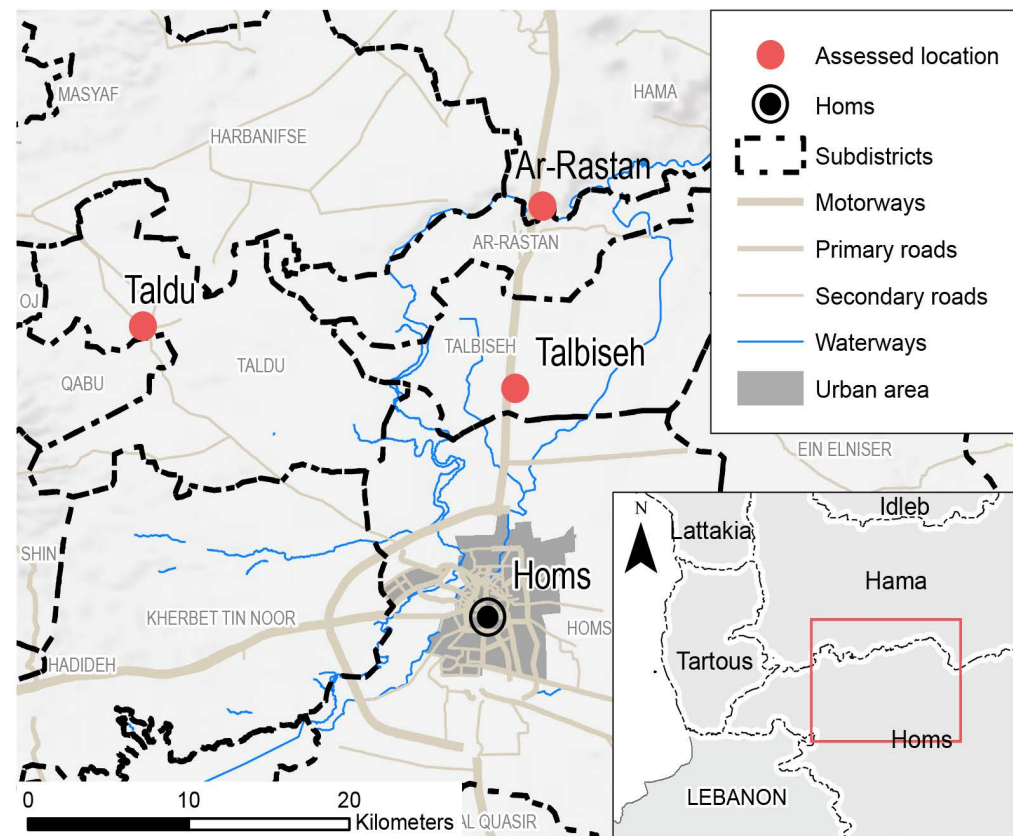 MASYAF
HAMA
HARBANIFSE
Ar-Rastan
AR-RASTAN
Taldu
OJ
TALBISEH
Talbiseh
TALDU
QABU
EIN ELNISER
SHIN
Homs
KHERBET TIN NOOR
HOMS
HADIDEH
AL QUASIR
0 10 20
Kilometers
Assessed location
Homs
Subdistricts
Motorways
Primary roads
Secondary roads
Waterways
Urban area
N
Idleb
Lattakia
Hama
Tartous
Homs
LEBANON